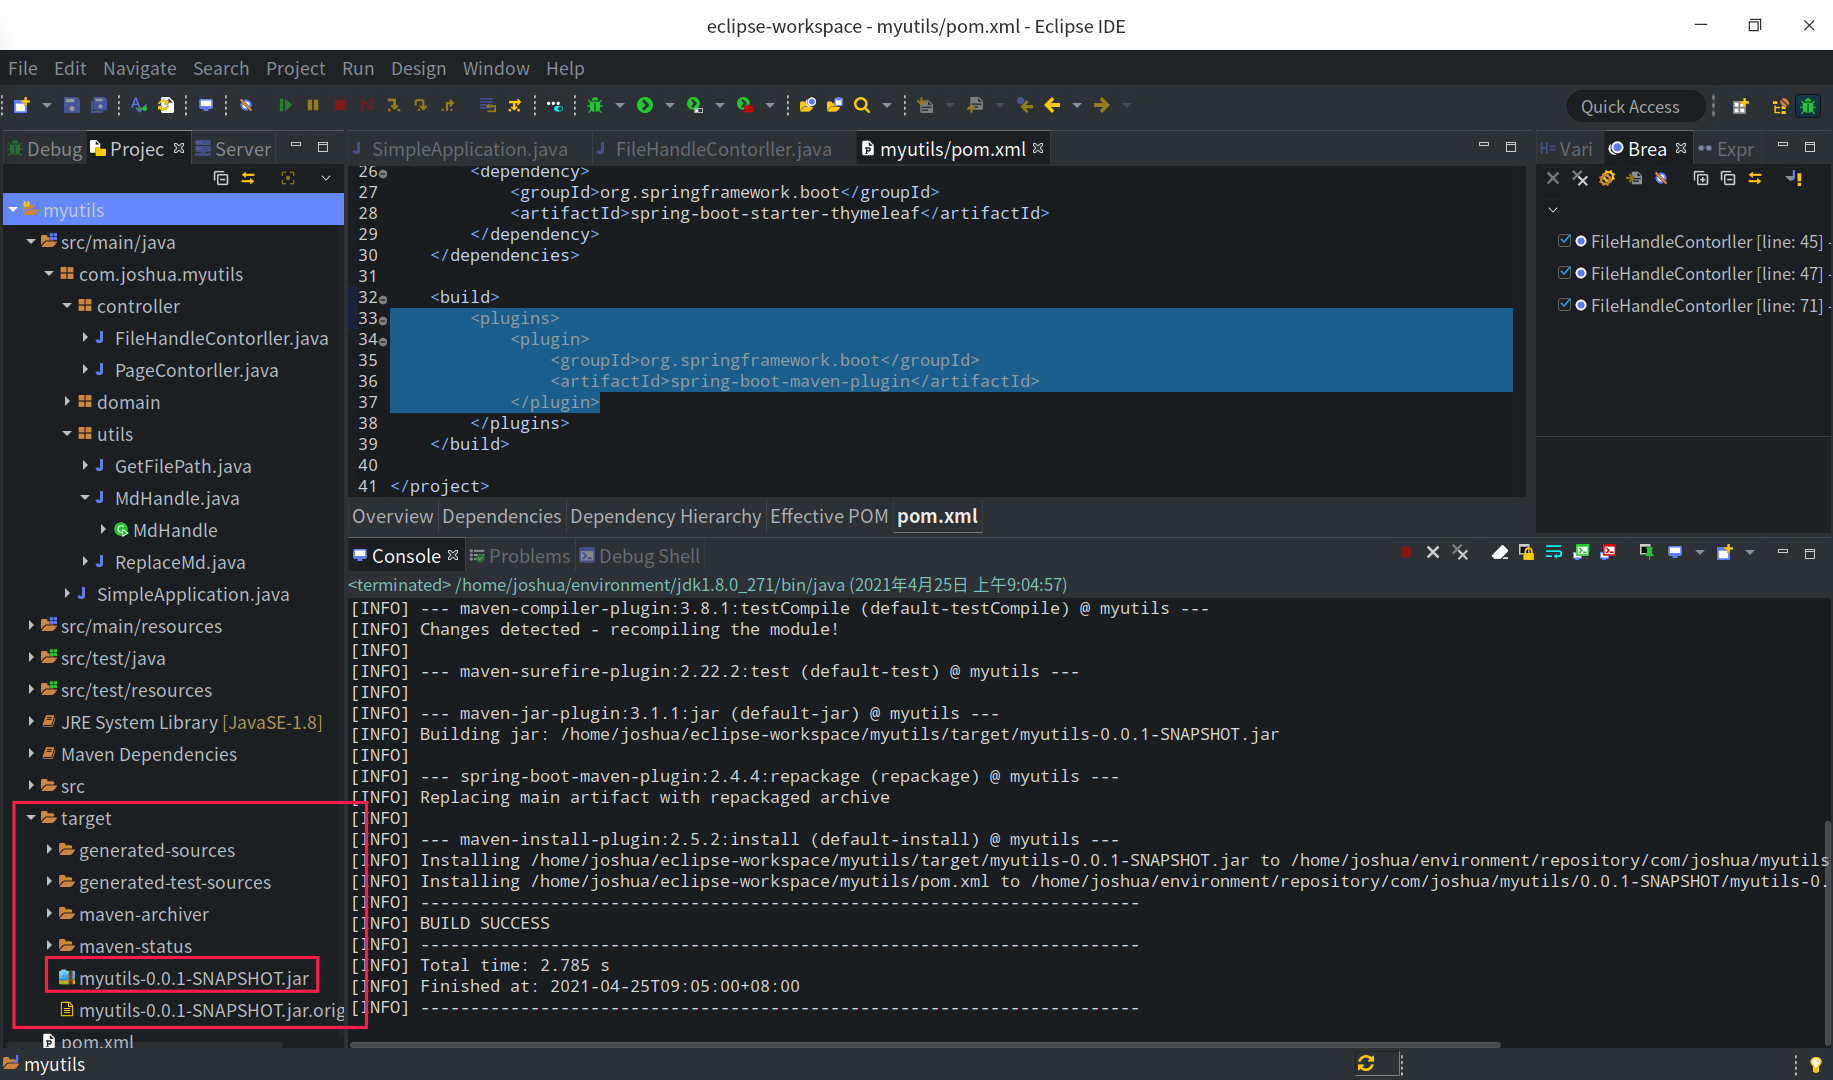 eclipse-workspace - myutils/pom.xml - Eclipse IDE
File Edit Navigate Search Project Run Design Window Help
Quick Access
Debug Projec Server
SimpleApplication.java FileHandleContorller.java myutils/pom.xml
Vari Brea Expr
myutils
src/main/java
com.joshua.myutils
controller
FileHandleContorller.java
PageContorller.java
domain
utils
GetFilePath.java
MdHandle.java
MdHandle
ReplaceMd.java
SimpleApplication.java
src/main/resources
src/test/java
src/test/resources
JRE System Library [JavaSE-1.8]
Maven Dependencies
src
target
generated-sources
generated-test-sources
maven-archiver
maven-status
myutils-0.0.1-SNAPSHOT.jar
myutils-0.0.1-SNAPSHOT.jar.orig
pom.xml
26 <dependency>
27 <groupId>org.springframework.boot</groupId>
28 <artifactId>spring-boot-starter-thymeleaf</artifactId>
29 </dependency>
30 </dependencies>
31
32 <build>
33 <plugins>
34 <plugin>
35 <groupId>org.springframework.boot</groupId>
36 <artifactId>spring-boot-maven-plugin</artifactId>
37 </plugin>
38 </plugins>
39 </build>
40
41 </project>
Overview Dependencies Dependency Hierarchy Effective POM pom.xml
FileHandleContorller [line: 45] -
FileHandleContorller [line: 47] -
FileHandleContorller [line: 71] -
Console Problems Debug Shell
<terminated> /home/joshua/environment/jdk1.8.0_271/bin/java (2021年4月25日 上午9:04:57)
[INFO] --- maven-compiler-plugin:3.8.1:testCompile (default-testCompile) @ myutils ---
[INFO] Changes detected - recompiling the module!
[INFO]
[INFO] --- maven-surefire-plugin:2.22.2:test (default-test) @ myutils ---
[INFO]
[INFO] --- maven-jar-plugin:3.1.1:jar (default-jar) @ myutils ---
[INFO] Building jar: /home/joshua/eclipse-workspace/myutils/target/myutils-0.0.1-SNAPSHOT.jar
[INFO]
[INFO] --- spring-boot-maven-plugin:2.4.4:repackage (repackage) @ myutils ---
[INFO] Replacing main artifact with repackaged archive
[INFO]
[INFO] --- maven-install-plugin:2.5.2:install (default-install) @ myutils ---
[INFO] Installing /home/joshua/eclipse-workspace/myutils/target/myutils-0.0.1-SNAPSHOT.jar to /home/joshua/environment/repository/com/joshua/myutils
[INFO] Installing /home/joshua/eclipse-workspace/myutils/pom.xml to /home/joshua/environment/repository/com/joshua/myutils/0.0.1-SNAPSHOT/myutils-0.
[INFO] ------------------------------------------------------------------------
[INFO] BUILD SUCCESS
[INFO] ------------------------------------------------------------------------
[INFO] Total time: 2.785 s
[INFO] Finished at: 2021-04-25T09:05:00+08:00
[INFO] ------------------------------------------------------------------------
myutils